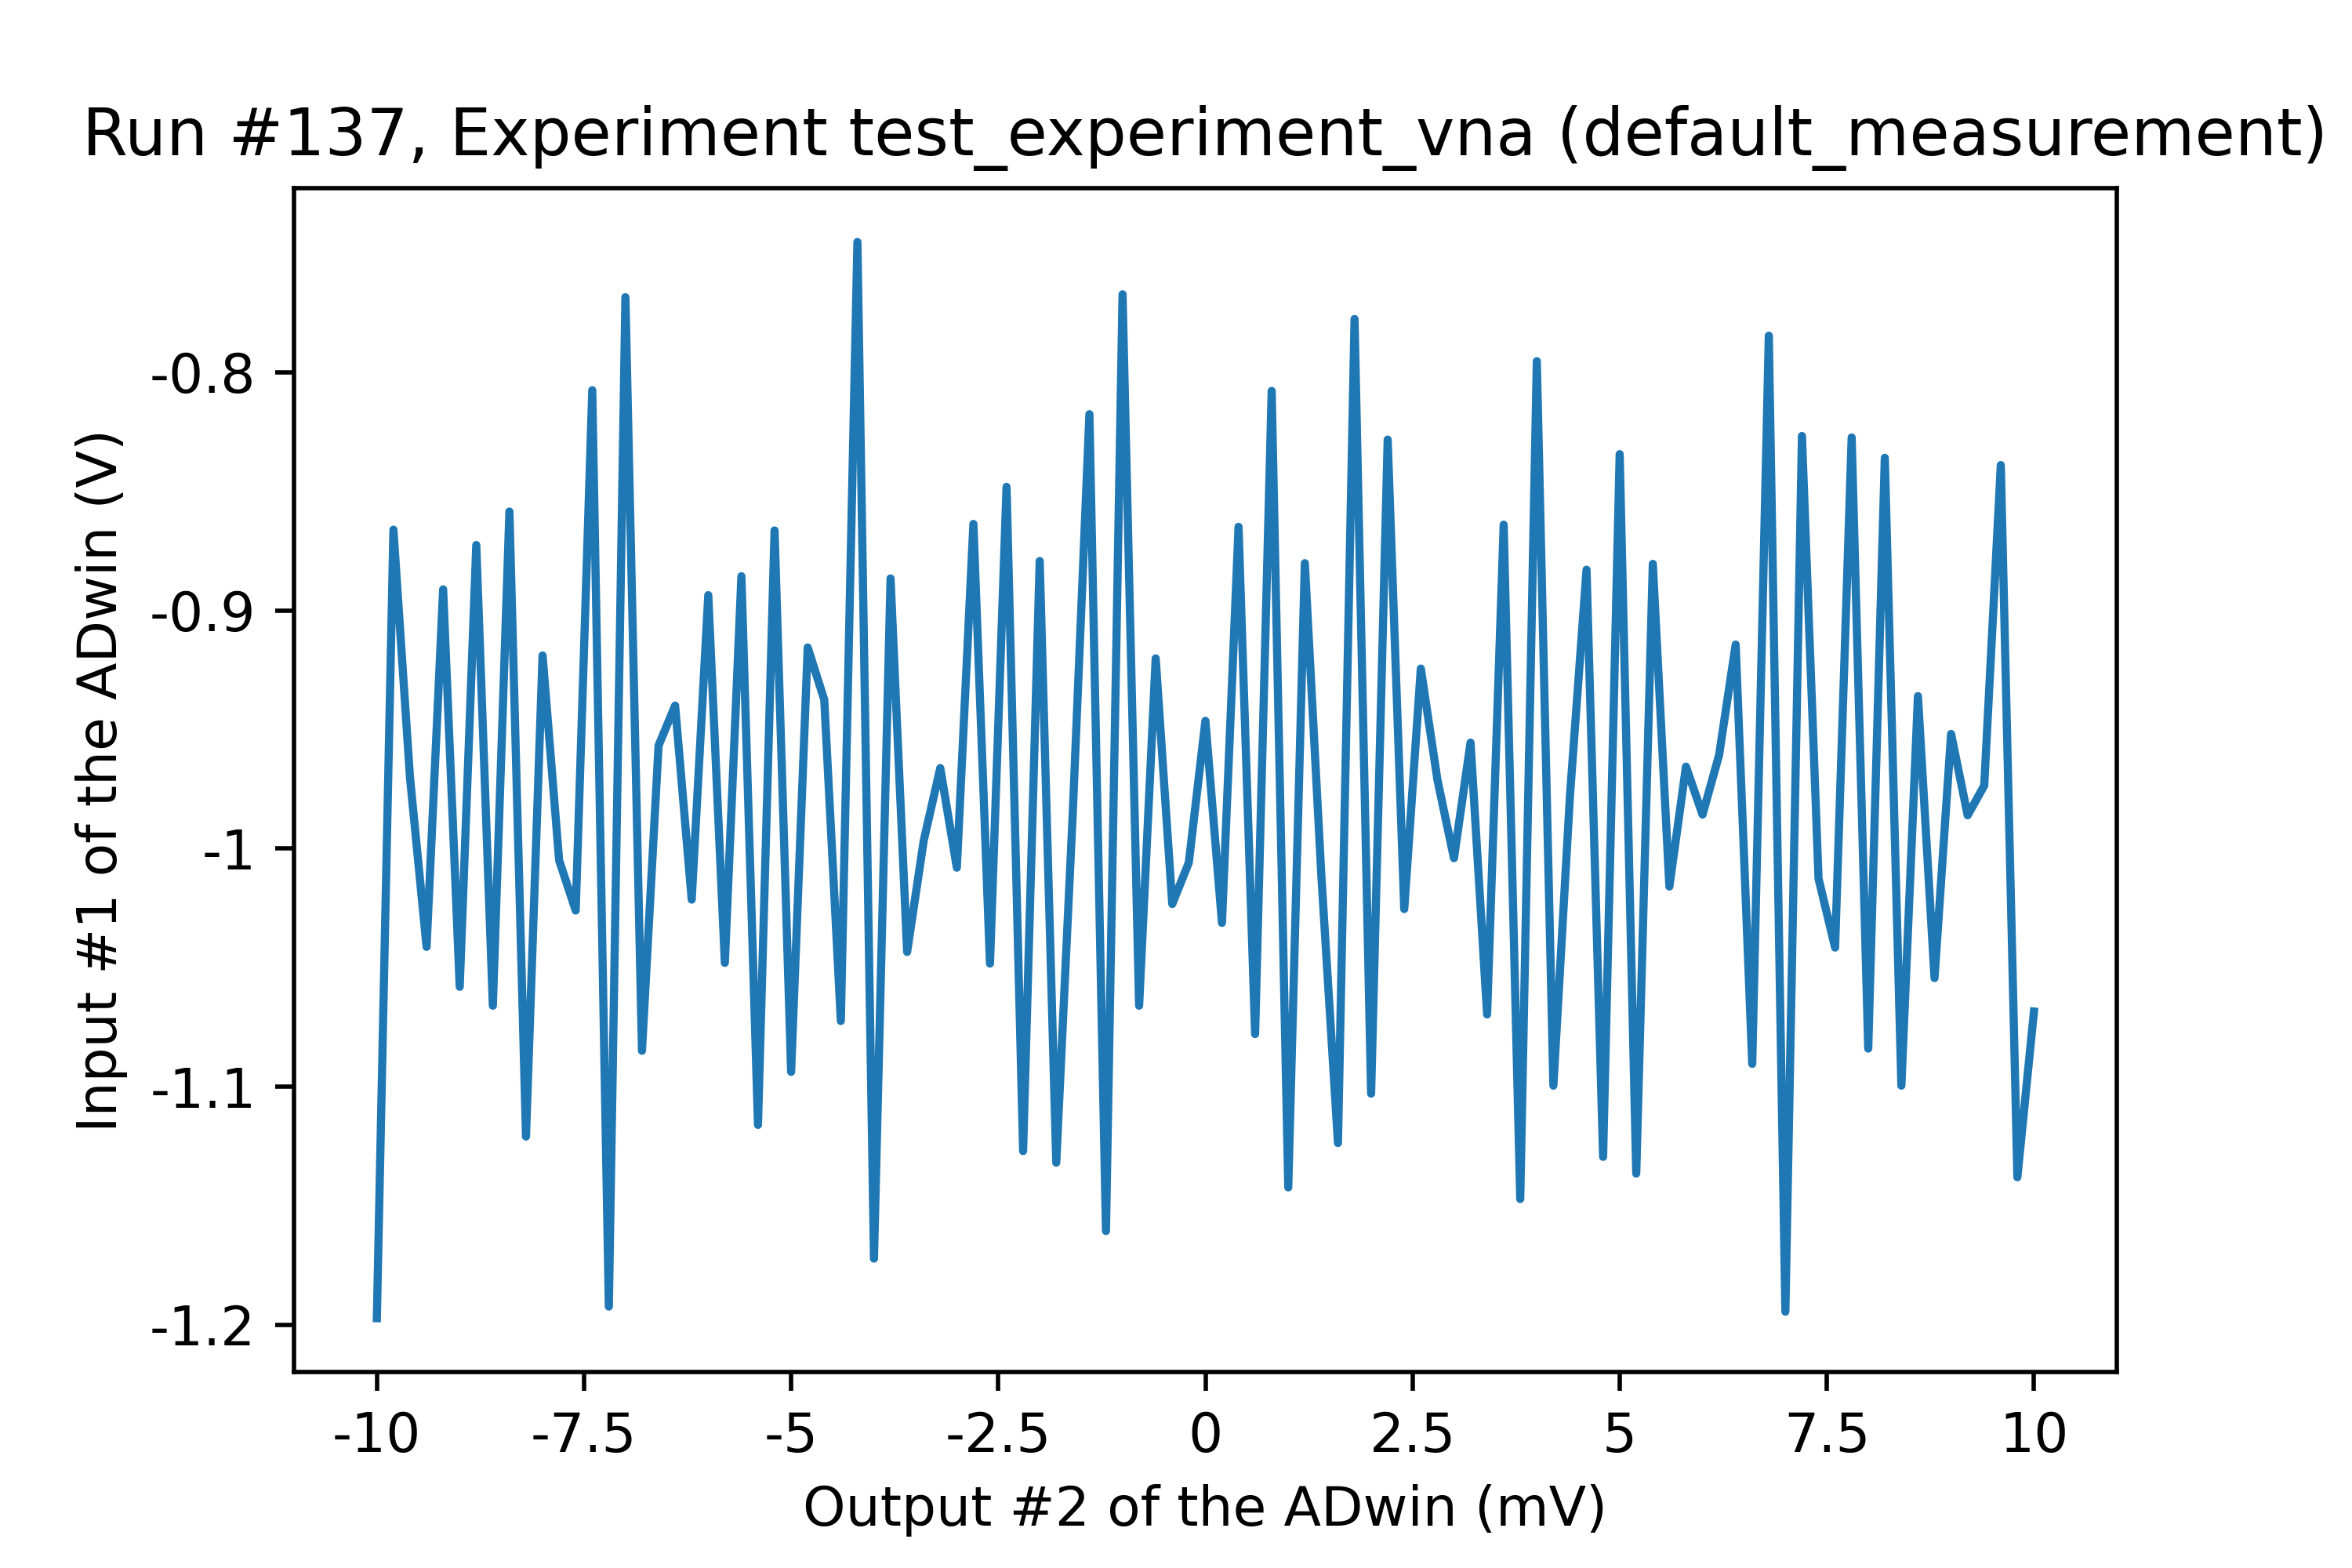 Run #137, Experiment test_experiment_vna (default_measurement)
Input #1 of the ADwin (V)
-0.8
-0.9
-1
-1.1
-1.2
-10 -7.5 -5 -2.5 0 2.5 5 7.5 10
Output #2 of the ADwin (mV)